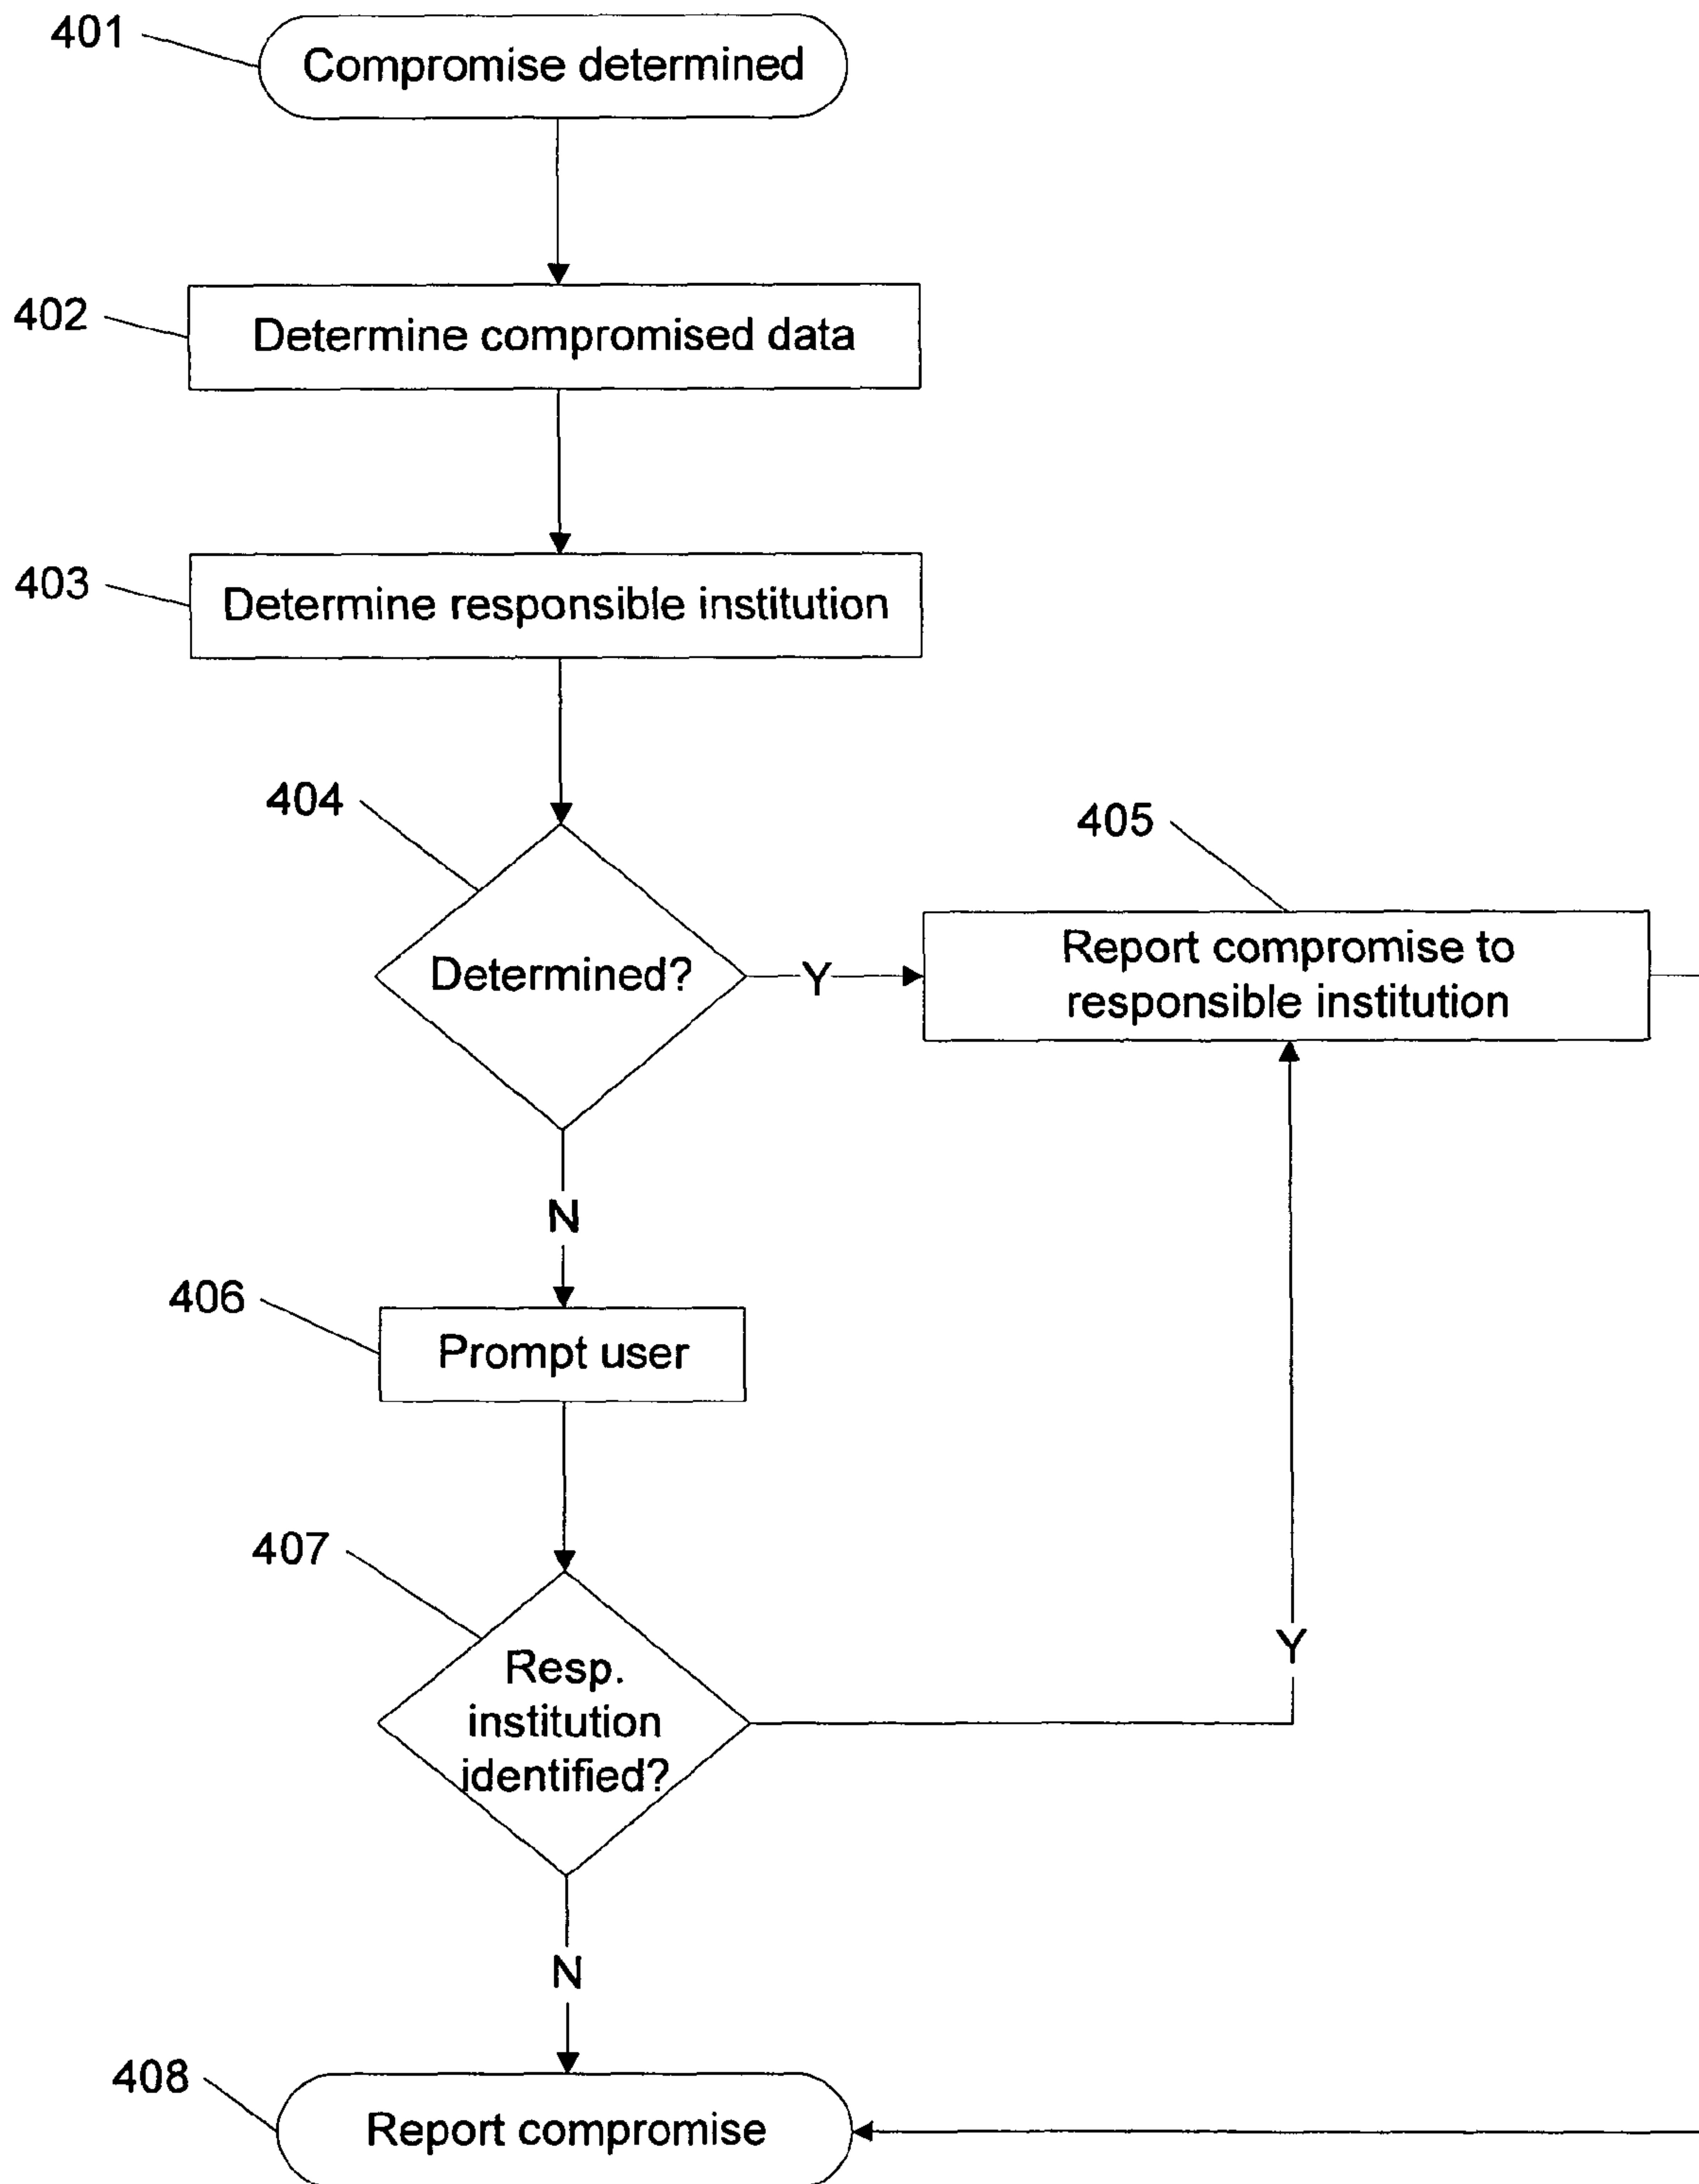 401
Compromise determined
402
Determine compromised data
403
Determine responsible institution
404
405
Determined?
Y
Report compromise to
responsible institution
N
406
Prompt user
407
Resp.
institution
identified?
Y
N
408
Report compromise